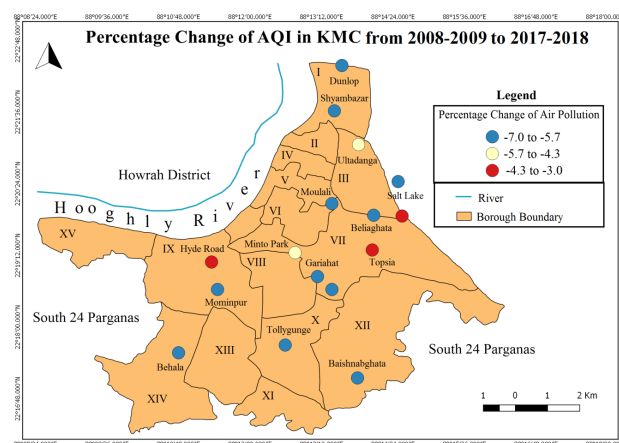 88°08'24.000"E 88°09'36.000"E 88°10'48.000"E 88°12'00.000"E 88°13'12.000"E 88°14'24.000"E 88°15'36.000"E 88°16'48.000"E 88°18'00.000"
22°22'48.000"N
22°21'36.000"N
22°20'24.000"N
22°19'12.000"N
22°18'00.000"N
22°16'48.000"N
Percentage Change of AQI in KMC from 2008-2009 to 2017-2018
Legend
Percentage Change of Air Pollution
-7.0 to -5.7
-5.7 to -4.3
-4.3 to -3.0
River
Borough Boundary
I
Dunlop
Shyambazar
II
Ultadanga
IV
III
V
Howrah District
Salt Lake
Moulali
Hooghly River
VI
Beliaghata
XV
VII
IX
Hyde Road
Minto Park
VIII
Topsia
Gariahat
Mominpur
South 24 Parganas
X
XII
Tollygunge
XIII
South 24 Parganas
Behala
Baishnabghata
XIV
XI
1 0 1 2 Km